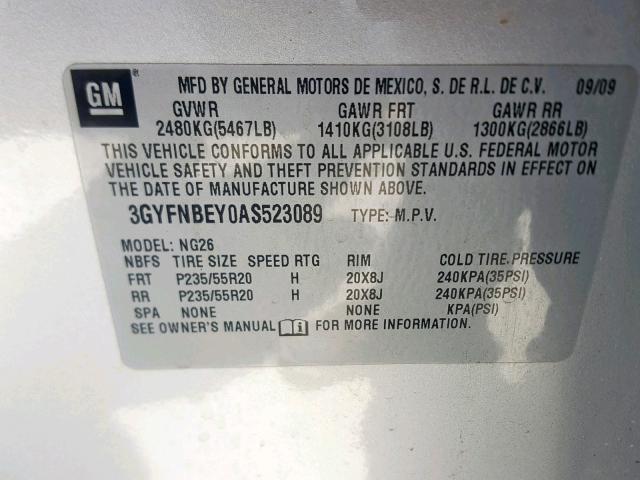 GM ® MFD BY GENERAL MOTORS DE MEXICO, S. DE R.L. DE C.V. 09/09
GVWR GAWR FRT GAWR RR
2480KG(5467LB) 1410KG(3108LB) 1300KG(2866LB)
THIS VEHICLE CONFORMS TO ALL APPLICABLE U.S. FEDERAL MOTOR
VEHICLE SAFETY AND THEFT PREVENTION STANDARDS IN EFFECT ON
THE DATE OF MANUFACTURE SHOWN ABOVE.
3GYFNBEY0AS523089 TYPE: M.P.V.
MODEL: NG26
NBFS TIRE SIZE SPEED RTG RIM COLD TIRE PRESSURE
FRT P235/55R20 H 20X8J 240KPA(35PSI)
RR P235/55R20 H 20X8J 240KPA(35PSI)
SPA NONE NONE KPA(PSI)
SEE OWNER'S MANUAL i FOR MORE INFORMATION.